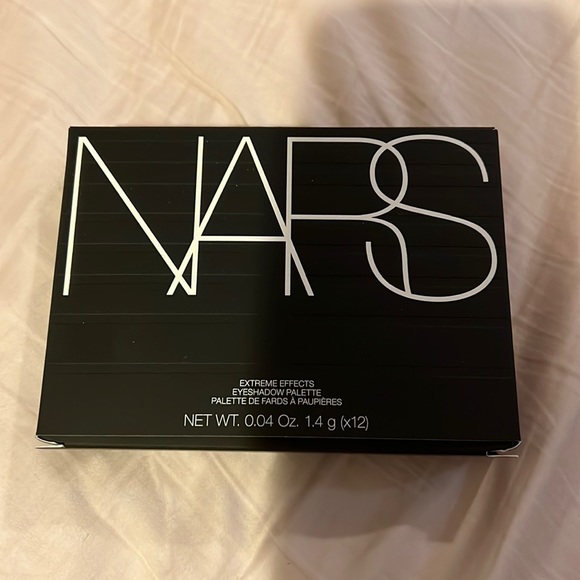 NARS
EXTREME EFFECTS
EYESHADOW PALETTE
PALETTE DE FARDS À PAUPIÈRES
NET WT. 0.04 Oz. 1.4 g (x12)